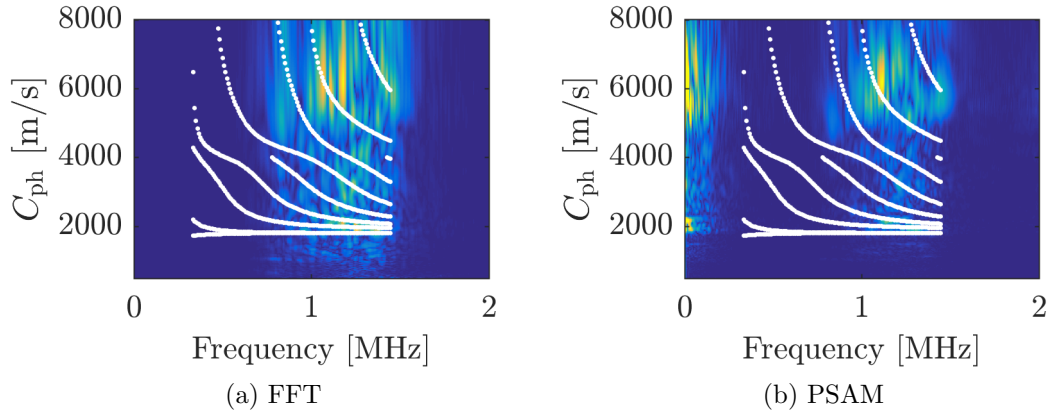 8000
6000
4000
2000
C_ph [m/s]
0 1 2
Frequency [MHz]
(a) FFT
8000
6000
4000
2000
C_ph [m/s]
0 1 2
Frequency [MHz]
(b) PSAM